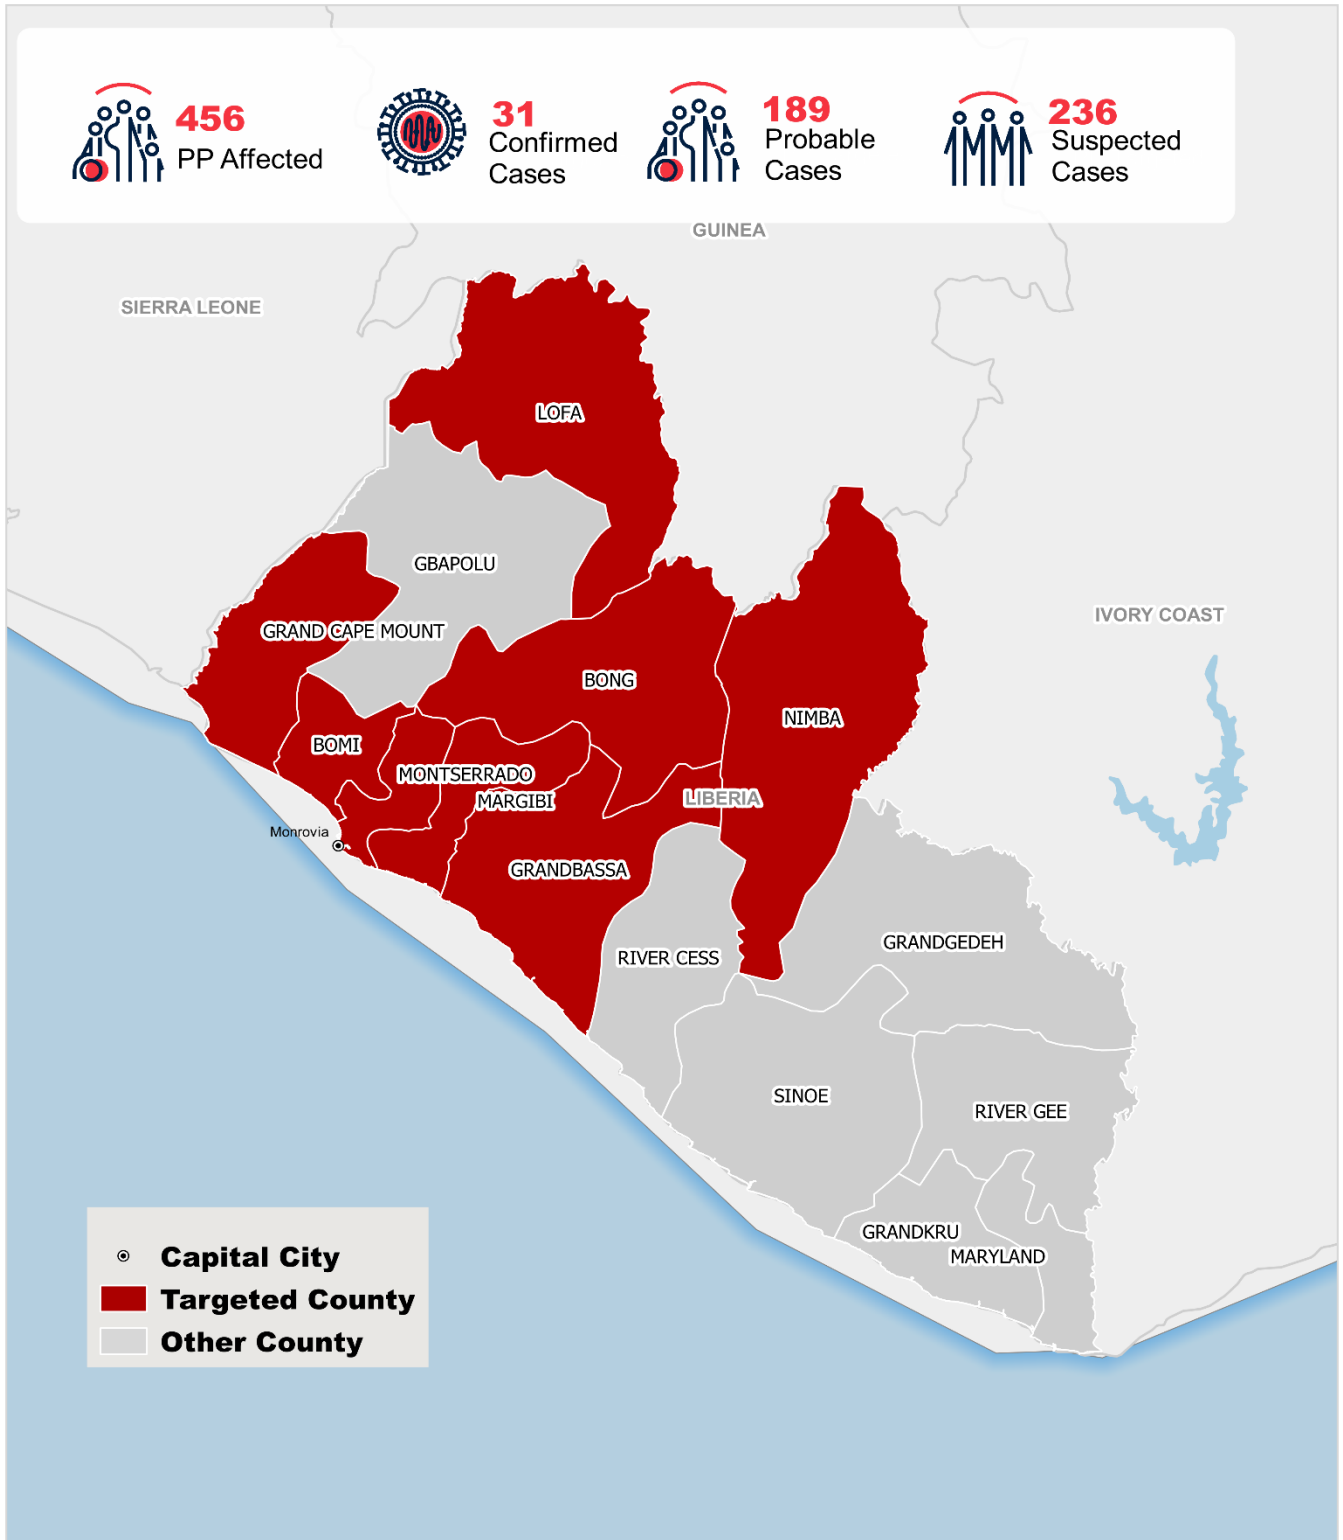 456
PP Affected
31
Confirmed
Cases
189
Probable
Cases
236
Suspected
Cases
GUINEA
SIERRA LEONE
LOFA
GBAPOLU
IVORY COAST
GRAND CAPE MOUNT
BONG
NIMBA
BOMI
MONTSERRADO
MARGIBI
LIBERIA
Monrovia
GRANDBASSA
GRANDGEDEH
RIVER CESS
SINOE
RIVER GEE
GRANDKRU
MARYLAND
Capital City
Targeted County
Other County